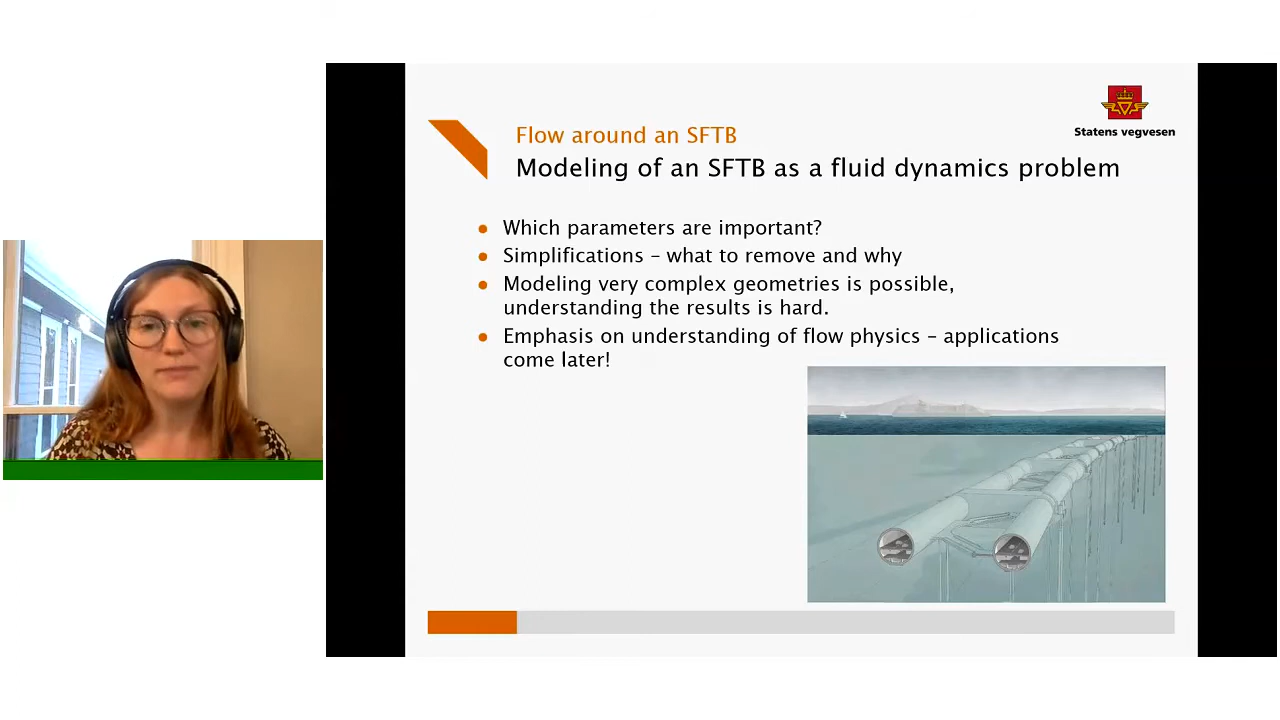 Statens vegvesen
Flow around an SFTB
Modeling of an SFTB as a fluid dynamics problem
Which parameters are important?
Simplifications – what to remove and why
Modeling very complex geometries is possible,
understanding the results is hard.
Emphasis on understanding of flow physics – applications
come later!